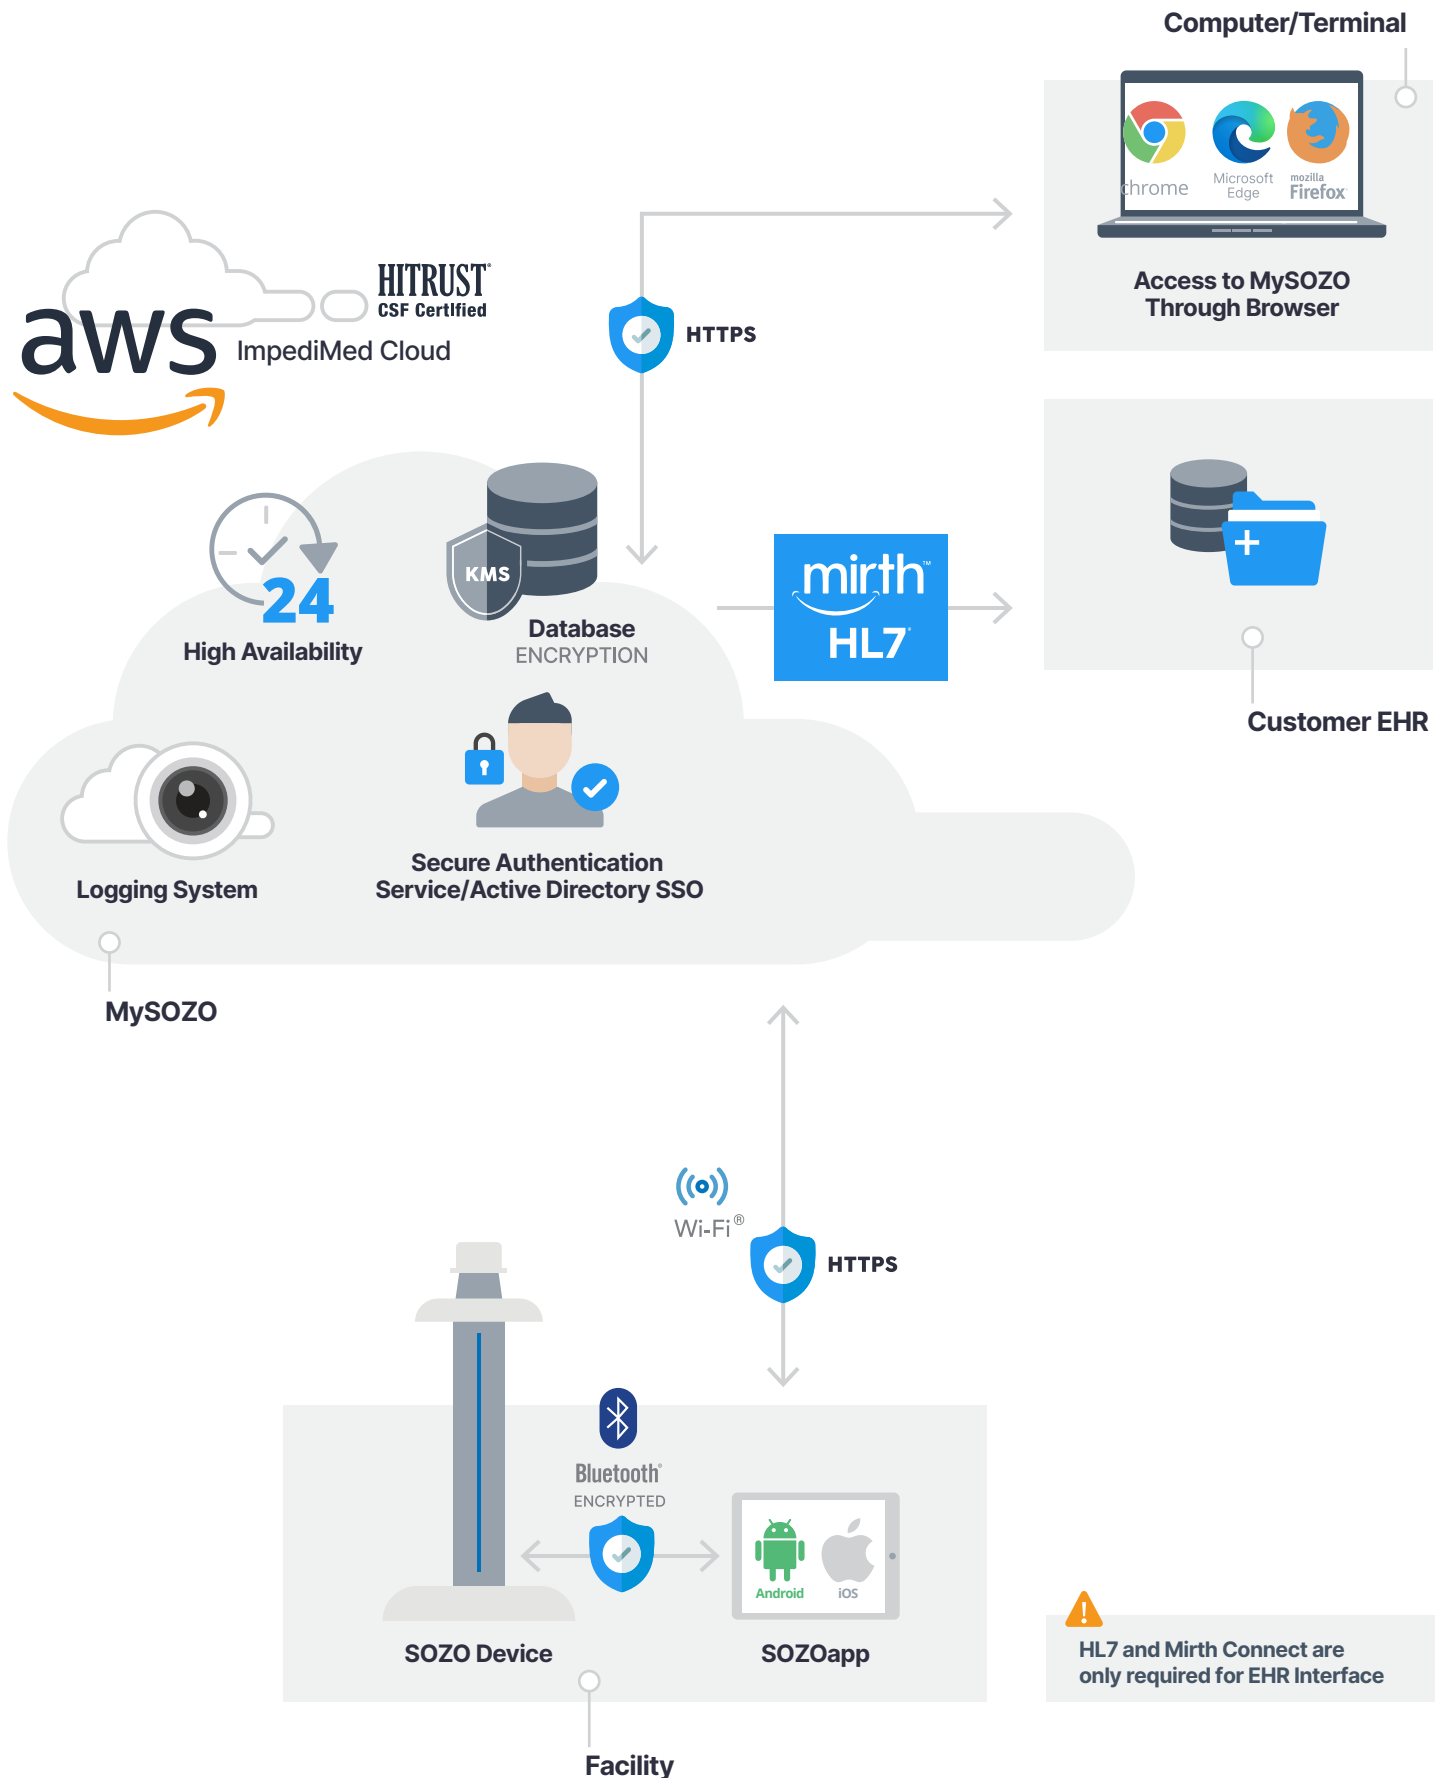 Computer/Terminal
chrome
Microsoft
Edge
mozilla
Firefox
Access to MySOZO
Through Browser
HITRUST®
CSF Certified
aws
ImpediMed Cloud
HTTPS
24
High Availability
KMS
Database
ENCRYPTION
mirth™
HL7®
Customer EHR
Logging System
Secure Authentication
Service/Active Directory SSO
MySOZO
Wi-Fi®
HTTPS
Bluetooth®
ENCRYPTED
Android
iOS
SOZO Device
SOZOapp
HL7 and Mirth Connect are
only required for EHR Interface
Facility